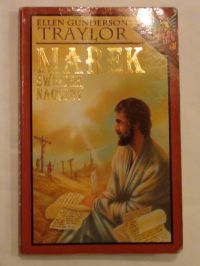 ELLEN GUNDERSON
TRAYLOR
MAREK
ŚWIADEK
NAOCZNY